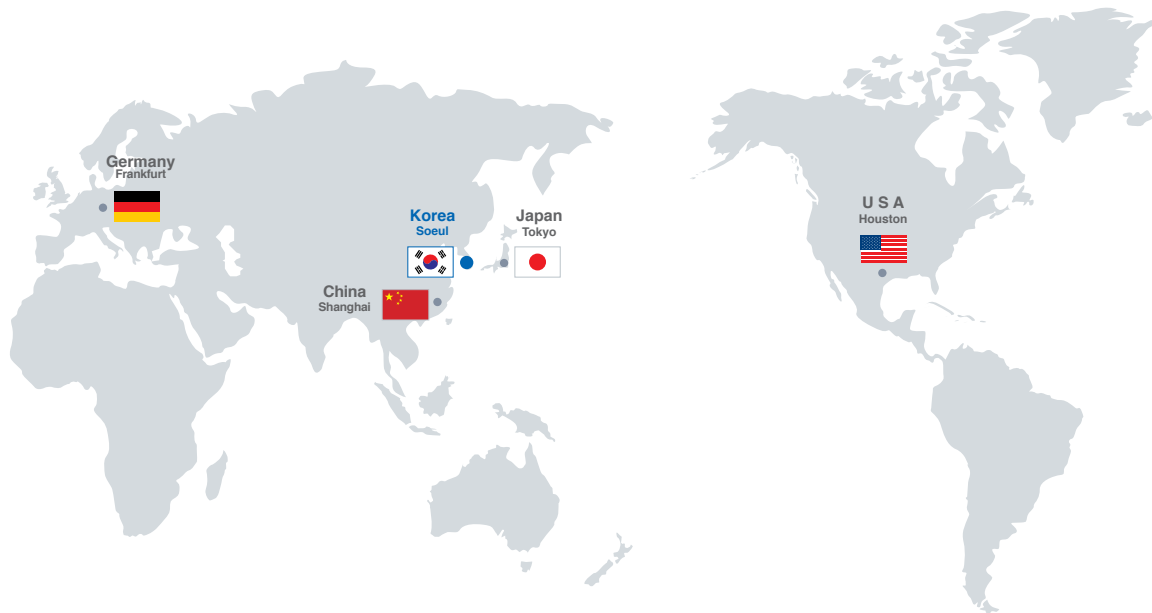 Germany
Frankfurt
Korea
Soeul
Japan
Tokyo
China
Shanghai
U S A
Houston